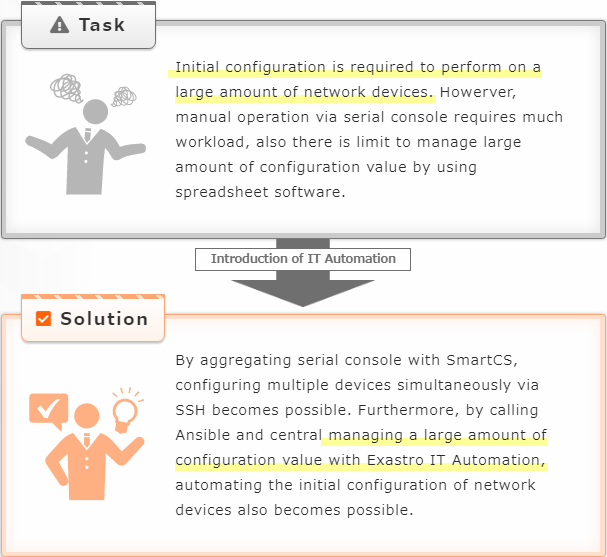 Task
Initial configuration is required to perform on a
large amount of network devices. Howerver,
manual operation via serial console requires much
workload, also there is limit to manage large
amount of configuration value by using
spreadsheet software.
Introduction of IT Automation
Solution
By aggregating serial console with SmartCS,
configuring multiple devices simultaneously via
SSH becomes possible. Furthermore, by calling
Ansible and central managing a large amount of
configuration value with Exastro IT Automation,
automating the initial configuration of network
devices also becomes possible.